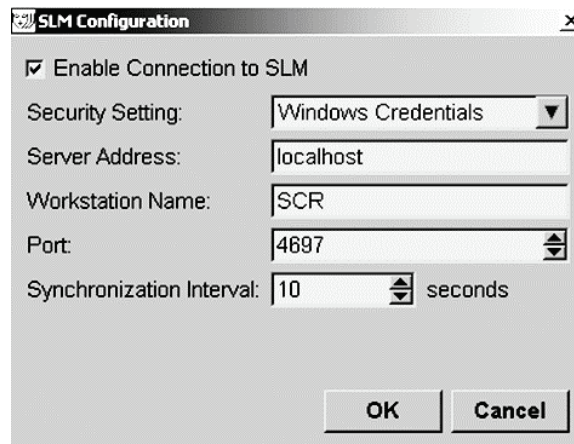 SLM Configuration
Enable Connection to SLM
Security Setting: Windows Credentials
Server Address: localhost
Workstation Name: SCR
Port: 4697
Synchronization Interval: 10 seconds
OK Cancel